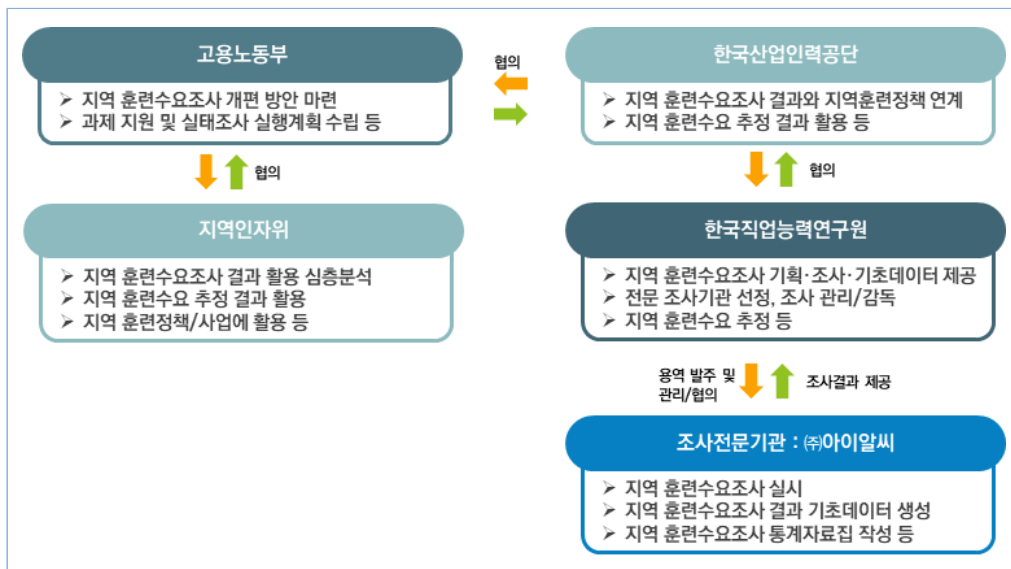 고용노동부
➢ 지역 훈련수요조사 개편 방안 마련
➢ 과제 지원 및 실태조사 실행계획 수립 등
협의
한국산업인력공단
➢ 지역 훈련수요조사 결과와 지역훈련정책 연계
➢ 지역 훈련수요 추정 결과 활용 등
협의
협의
지역인자위
➢ 지역 훈련수요조사 결과 활용 심층분석
➢ 지역 훈련수요 추정 결과 활용
➢ 지역 훈련정책/사업에 활용 등
한국직업능력연구원
➢ 지역 훈련수요조사 기획·조사·기초데이터 제공
➢ 전문 조사기관 선정, 조사 관리/감독
➢ 지역 훈련수요 추정 등
용역 발주 및
관리/협의
조사결과 제공
조사전문기관 : ㈜아이알씨
➢ 지역 훈련수요조사 실시
➢ 지역 훈련수요조사 결과 기초데이터 생성
➢ 지역 훈련수요조사 통계자료집 작성 등